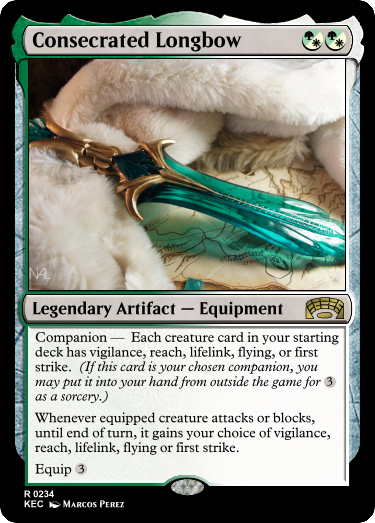 Consecrated Longbow
NAL
Legendary Artifact — Equipment
Companion — Each creature card in your starting
deck has vigilance, reach, lifelink, flying, or first
strike. (If this card is your chosen companion, you
may put it into your hand from outside the game for 3
as a sorcery.)
Whenever equipped creature attacks or blocks,
until end of turn, it gains your choice of vigilance,
reach, lifelink, flying or first strike.
Equip 3
R 0234
KEC Marcos Perez